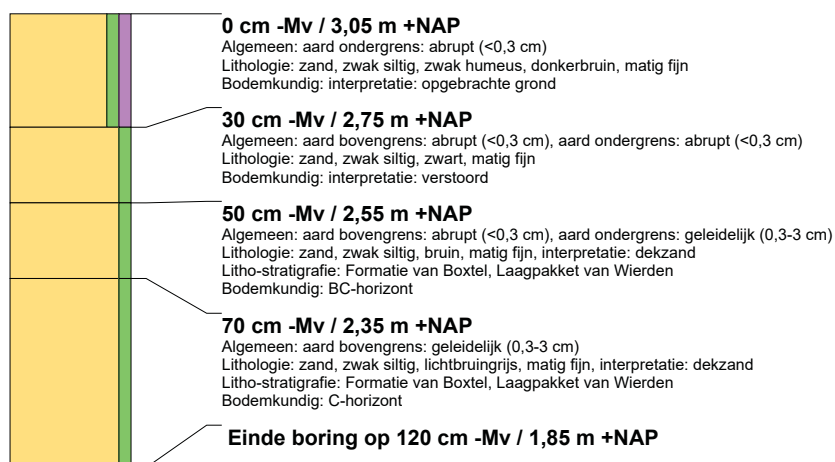 0 cm -Mv / 3,05 m +NAP
Algemeen: aard ondergrens: abrupt (<0,3 cm)
Lithologie: zand, zwak siltig, zwak humeus, donkerbruin, matig fijn
Bodemkundig: interpretatie: opgebrachte grond
30 cm -Mv / 2,75 m +NAP
Algemeen: aard bovengrens: abrupt (<0,3 cm), aard ondergrens: abrupt (<0,3 cm)
Lithologie: zand, zwak siltig, zwart, matig fijn
Bodemkundig: interpretatie: verstoord
50 cm -Mv / 2,55 m +NAP
Algemeen: aard bovengrens: abrupt (<0,3 cm), aard ondergrens: geleidelijk (0,3-3 cm)
Lithologie: zand, zwak siltig, bruin, matig fijn, interpretatie: dekzand
Litho-stratigrafie: Formatie van Boxtel, Laagpakket van Wierden
Bodemkundig: BC-horizont
70 cm -Mv / 2,35 m +NAP
Algemeen: aard bovengrens: geleidelijk (0,3-3 cm)
Lithologie: zand, zwak siltig, lichtbruingrijs, matig fijn, interpretatie: dekzand
Litho-stratigrafie: Formatie van Boxtel, Laagpakket van Wierden
Bodemkundig: C-horizont
Einde boring op 120 cm -Mv / 1,85 m +NAP